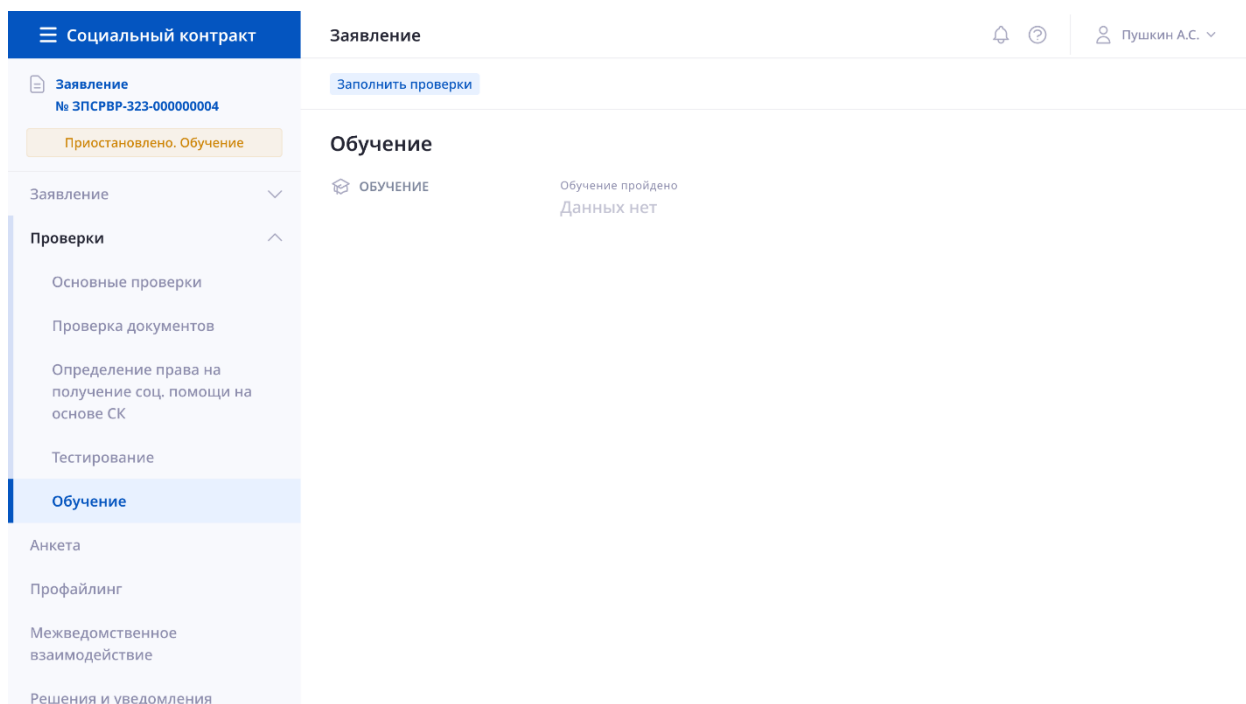 Социальный контракт
Заявление
Пушкин А.С.
Заявление
№ ЗПСРВР-323-000000004
Приостановлено. Обучение
Заявление
Проверки
Основные проверки
Проверка документов
Определение права на
получение соц. помощи на
основе СК
Тестирование
Обучение
Анкета
Профайлинг
Межведомственное
взаимодействие
Решения и уведомления
Заполнить проверки
Обучение
ОБУЧЕНИЕ
Обучение пройдено
Данных нет